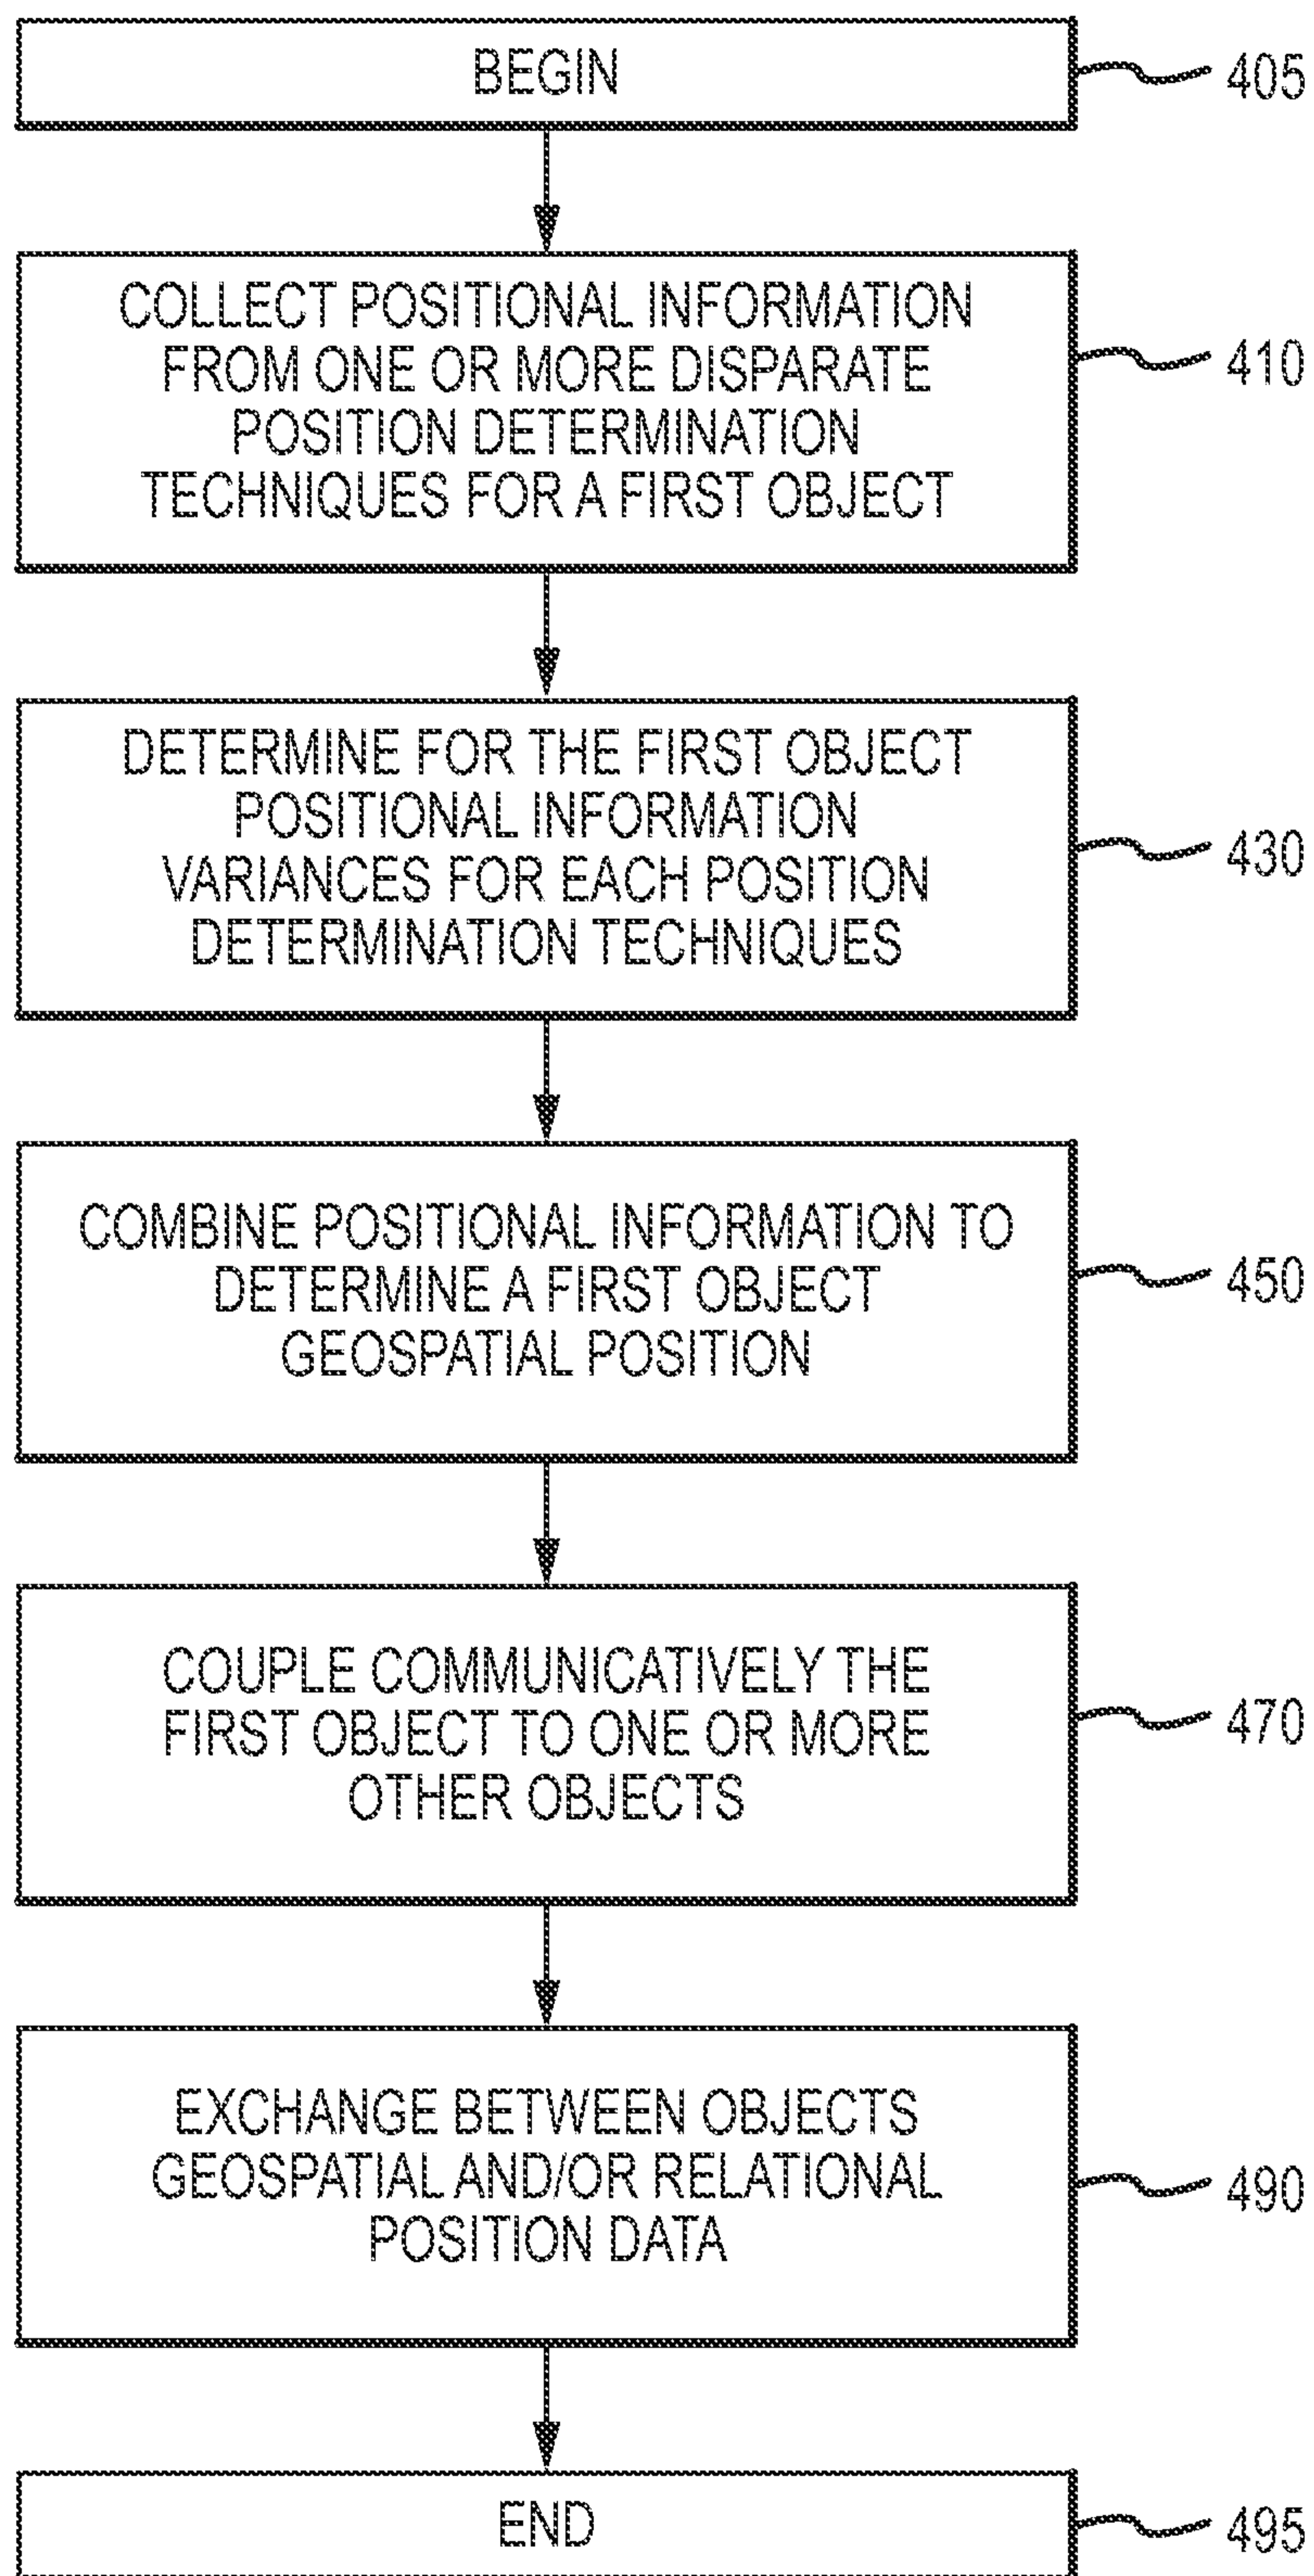 BEGIN
405
COLLECT POSITIONAL INFORMATION
FROM ONE OR MORE DISPARATE
POSITION DETERMINATION
TECHNIQUES FOR A FIRST OBJECT
410
DETERMINE FOR THE FIRST OBJECT
POSITIONAL INFORMATION
VARIANCES FOR EACH POSITION
DETERMINATION TECHNIQUES
430
COMBINE POSITIONAL INFORMATION TO
DETERMINE A FIRST OBJECT
GEOSPATIAL POSITION
450
COUPLE COMMUNICATIVELY THE
FIRST OBJECT TO ONE OR MORE
OTHER OBJECTS
470
EXCHANGE BETWEEN OBJECTS
GEOSPATIAL AND/OR RELATIONAL
POSITION DATA
490
END
495